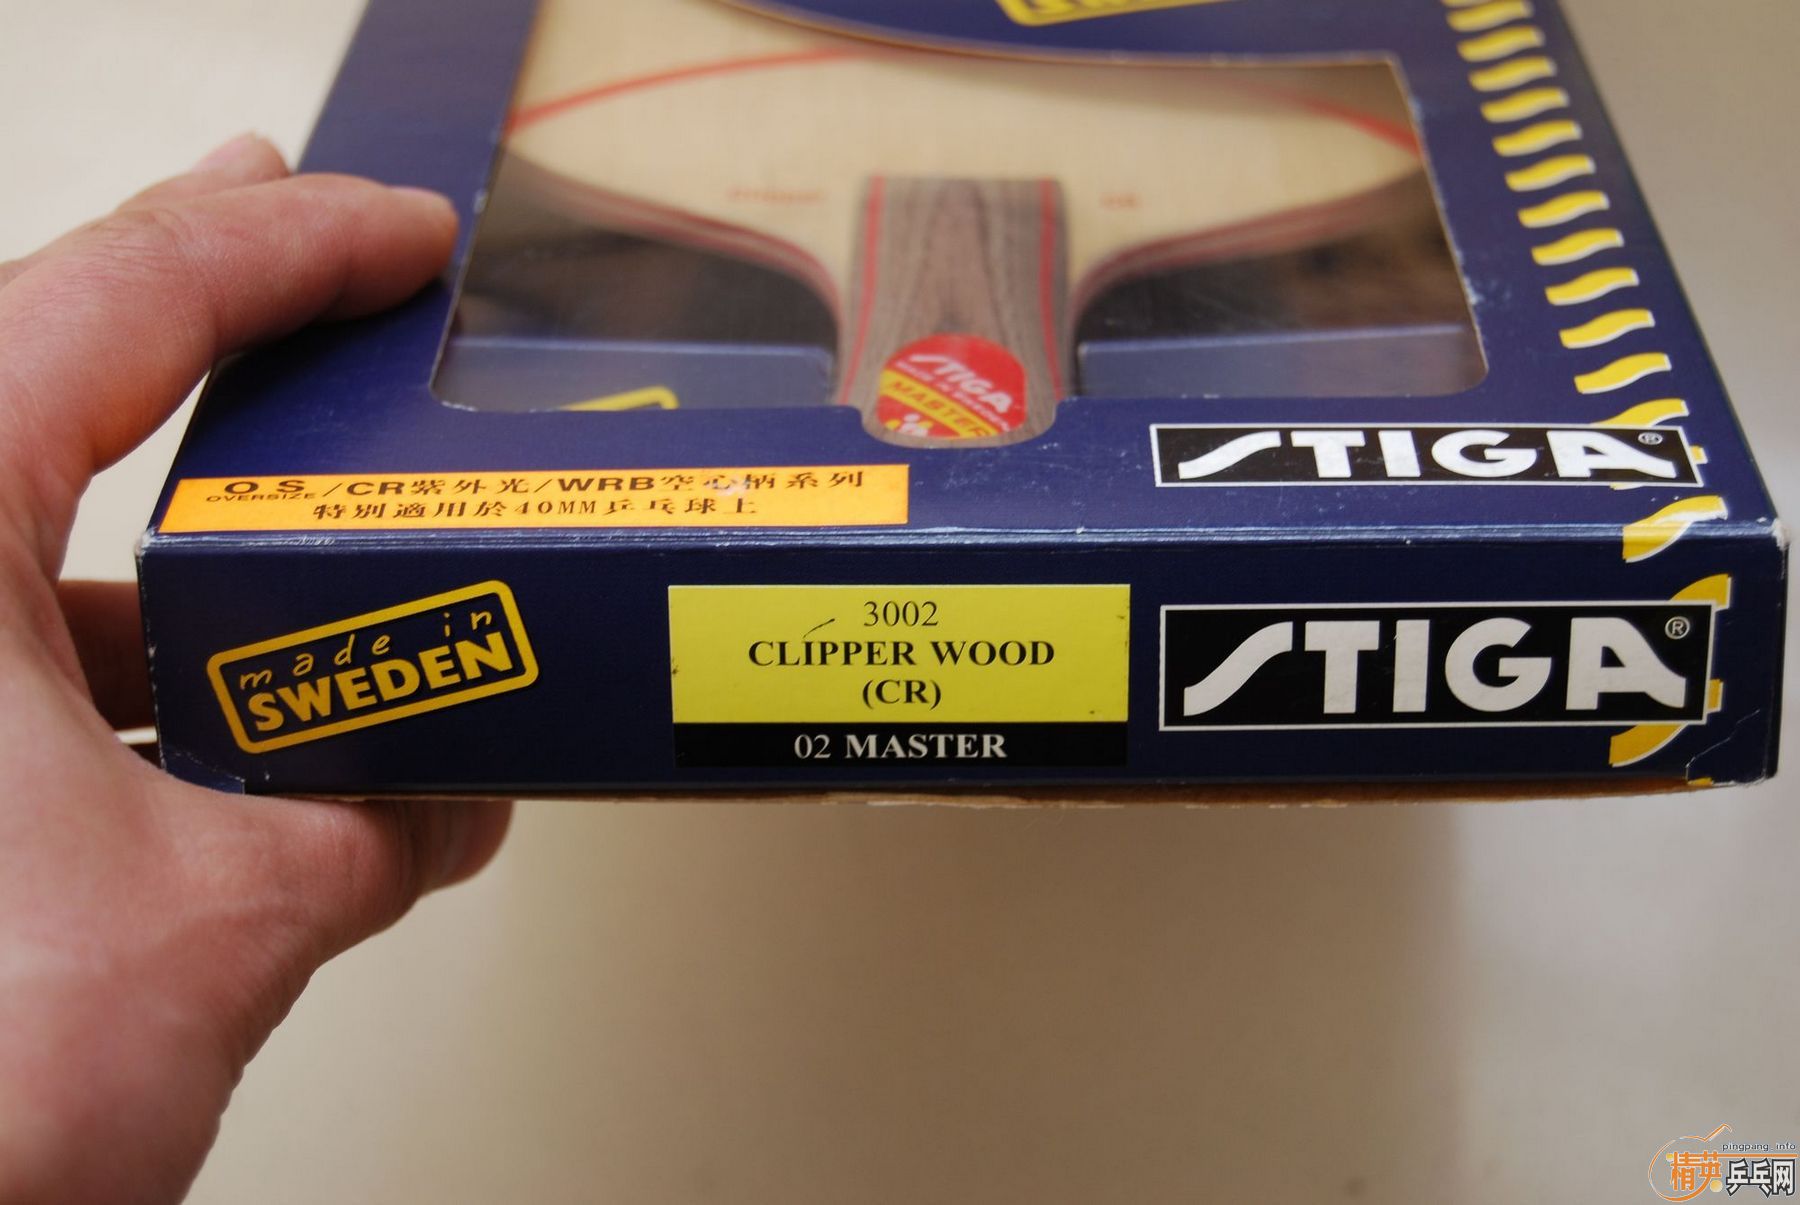 STIGA
MASTER
STIGA®
OS/CR紫外光/WRB空心柄系列
OVERSIZE
特別適用於40MM乒乓球上
made in
SWEDEN
3002
CLIPPER WOOD
(CR)
02 MASTER
STIGA®
pingpang.info
精英乒乓网